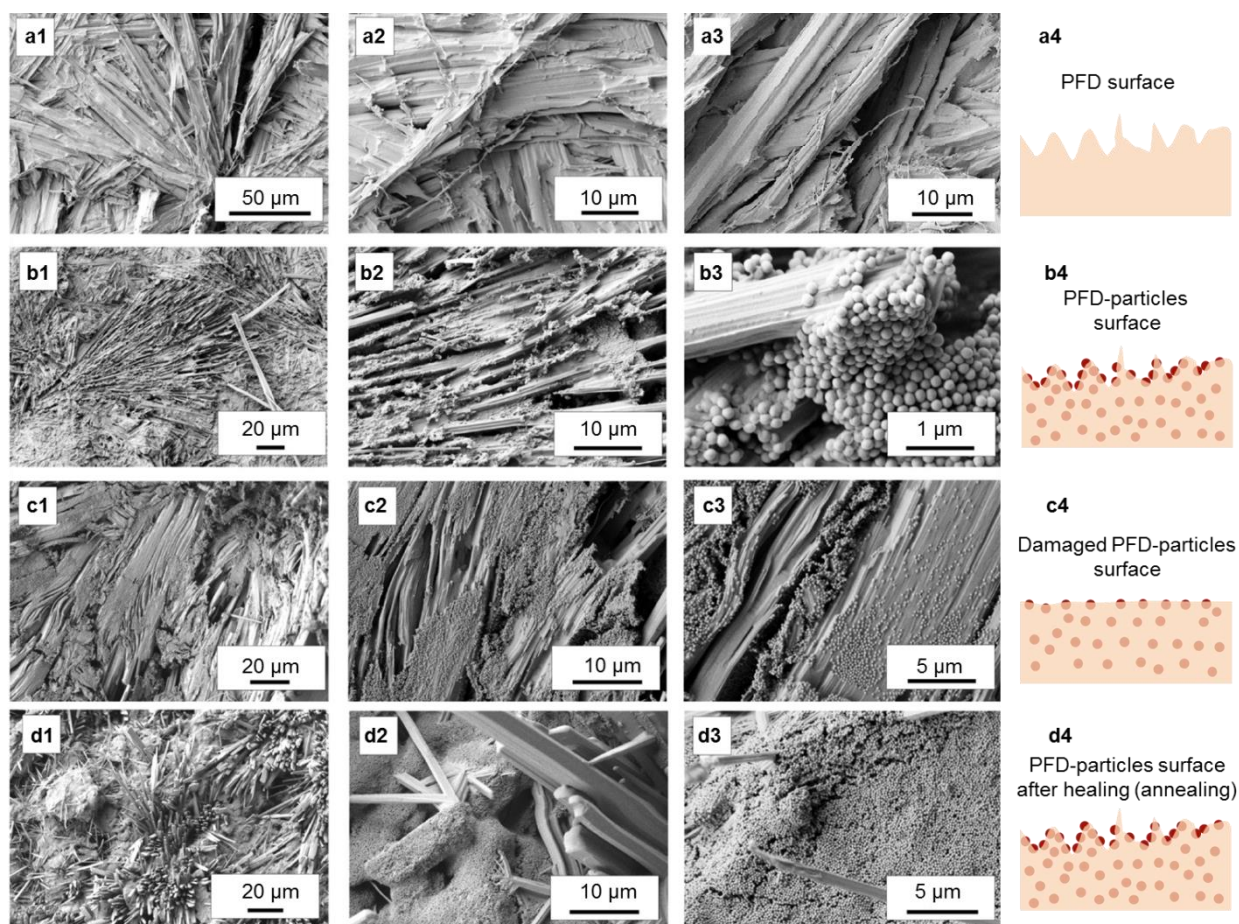 a1
50 µm
a2
10 µm
a3
10 µm
a4
PFD surface
b1
20 µm
b2
10 µm
b3
1 µm
b4
PFD-particles
surface
c1
20 µm
c2
10 µm
c3
5 µm
c4
Damaged PFD-particles
surface
d1
20 µm
d2
10 µm
d3
5 µm
d4
PFD-particles surface
after healing (annealing)